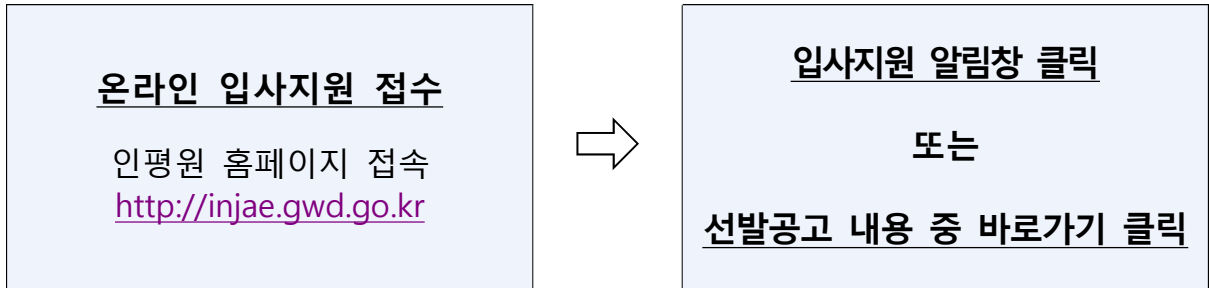 온라인 입사지원 접수
인평원 홈페이지 접속
http://injae.gwd.go.kr
입사지원 알림창 클릭
또는
선발공고 내용 중 바로가기 클릭